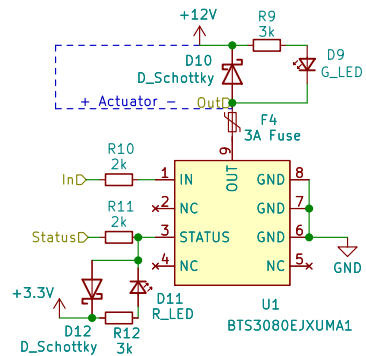 +12V
R9
3k
D9
G_LED
D10
D_Schottky
+ Actuator -
Out
F4
3A Fuse
9
OUT
R10
2k
In
1
IN
GND
8
2
NC
GND
7
R11
2k
Status
3
STATUS
GND
6
4
NC
NC
5
GND
+3.3V
D11
R_LED
D12
D_Schottky
R12
3k
U1
BTS3080EJXUMA1